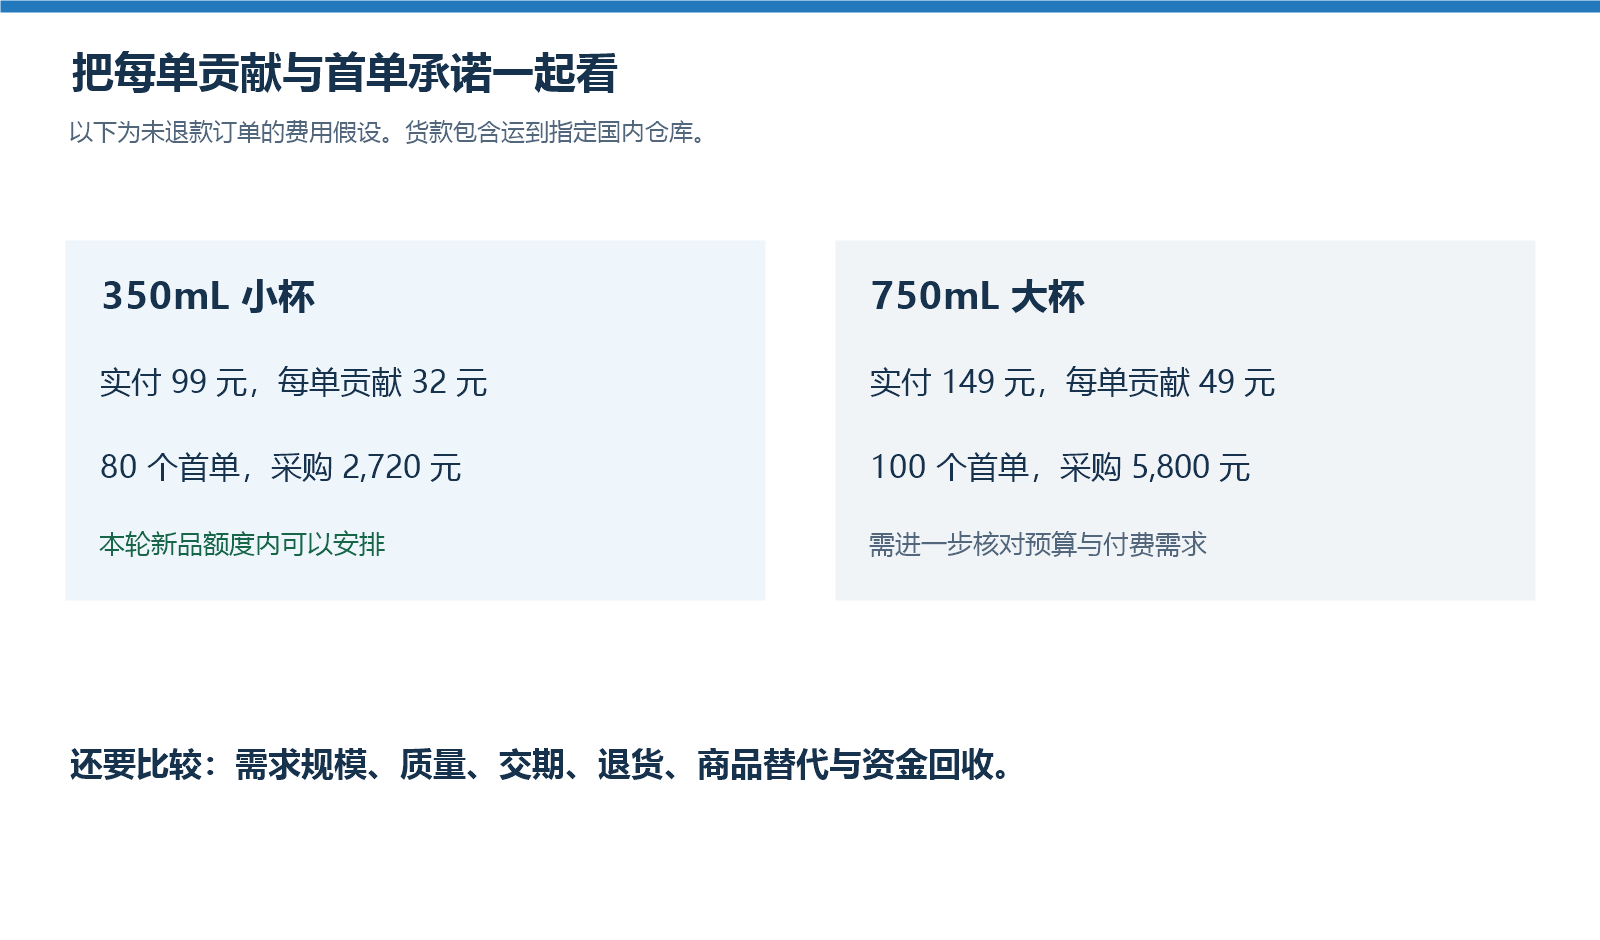 把每单贡献与首单承诺一起看
以下为未退款订单的费用假设。货款包含运到指定国内仓库。
350mL 小杯
实付 99 元，每单贡献 32 元
80 个首单，采购 2,720 元
本轮新品额度内可以安排
750mL 大杯
实付 149 元，每单贡献 49 元
100 个首单，采购 5,800 元
需进一步核对预算与付费需求
还要比较：需求规模、质量、交期、退货、商品替代与资金回收。